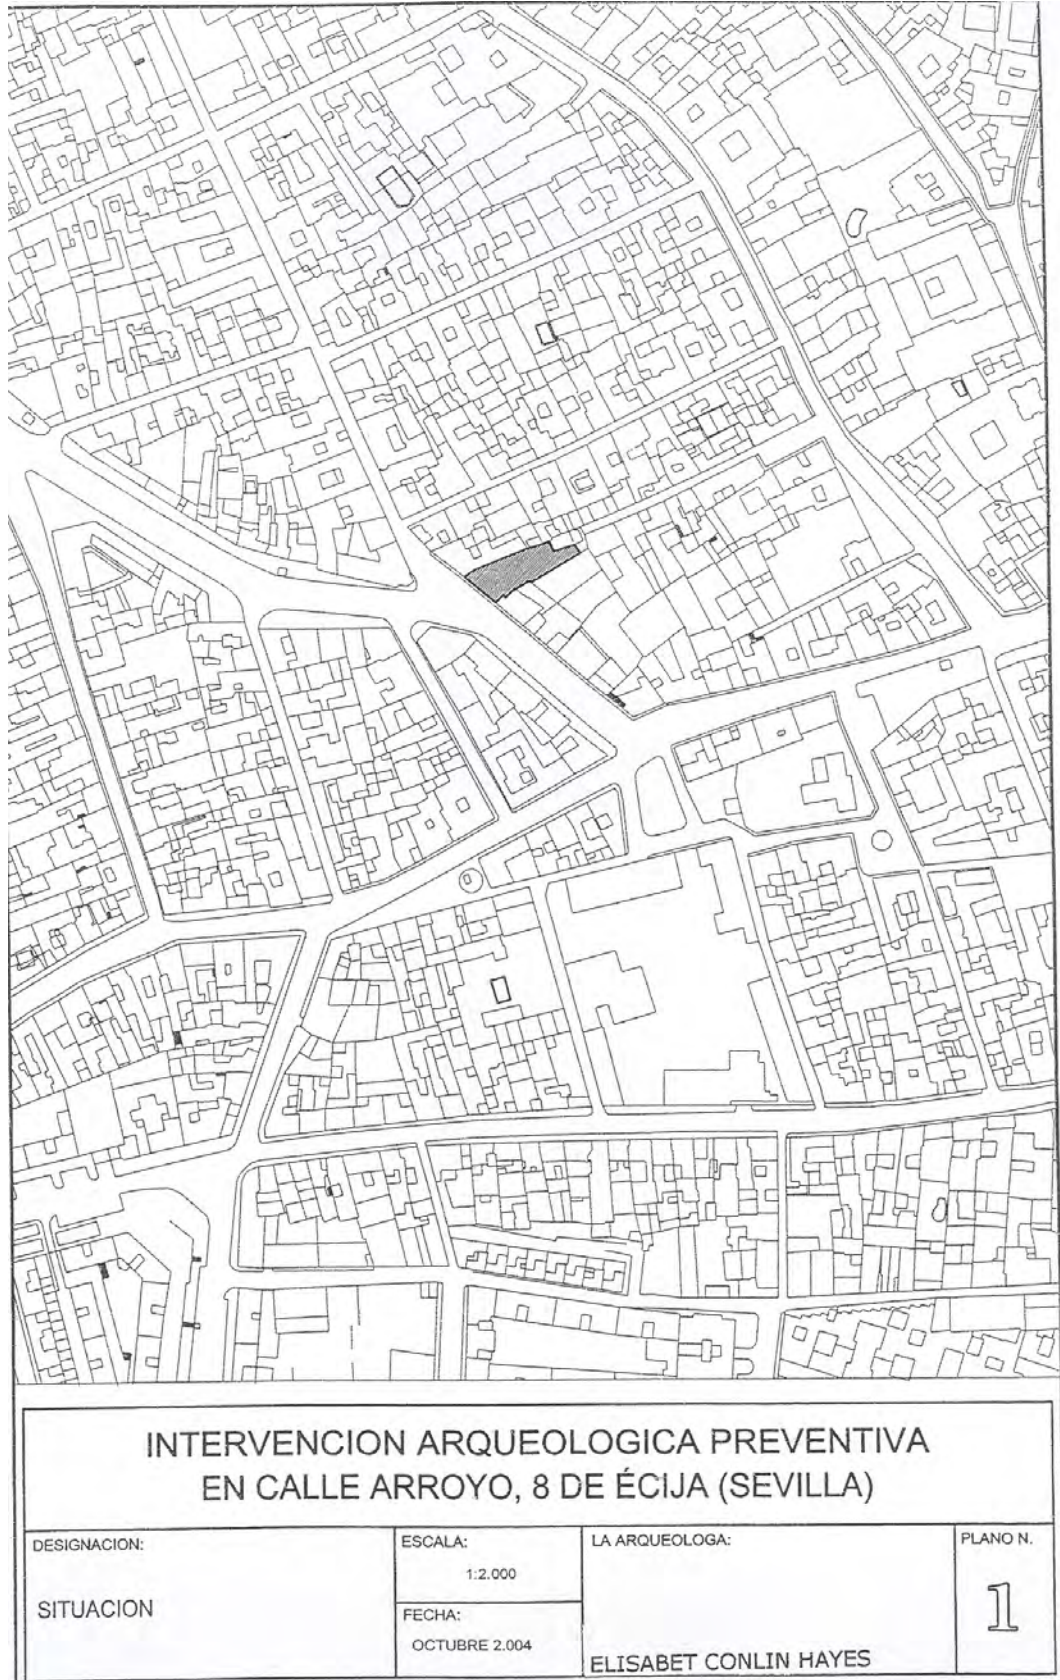 INTERVENCION ARQUEOLOGICA PREVENTIVA
EN CALLE ARROYO, 8 DE ÉCIJA (SEVILLA)
DESIGNACION:
SITUACION
ESCALA:
1:2.000
FECHA:
OCTUBRE 2.004
LA ARQUEOLOGA:
ELISABET CONLIN HAYES
PLANO N.
1